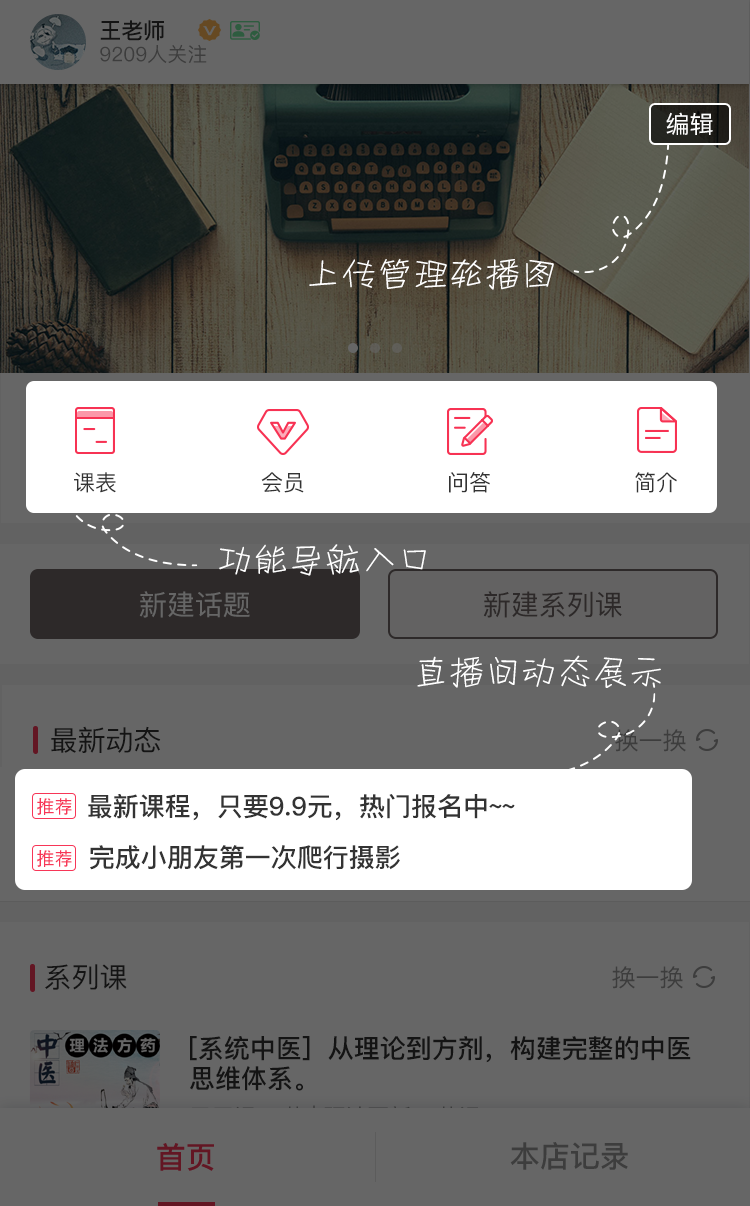 王老师
9209人关注
编辑
上传管理轮播图
课表
会员
问答
简介
功能导航入口
新建话题
新建系列课
直播间动态展示
最新动态
换一换
推荐 最新课程，只要9.9元，热门报名中~~
推荐 完成小朋友第一次爬行摄影
系列课
换一换
中医
理法方药
[系统中医] 从理论到方剂，构建完整的中医
思维体系。
首页
本店记录